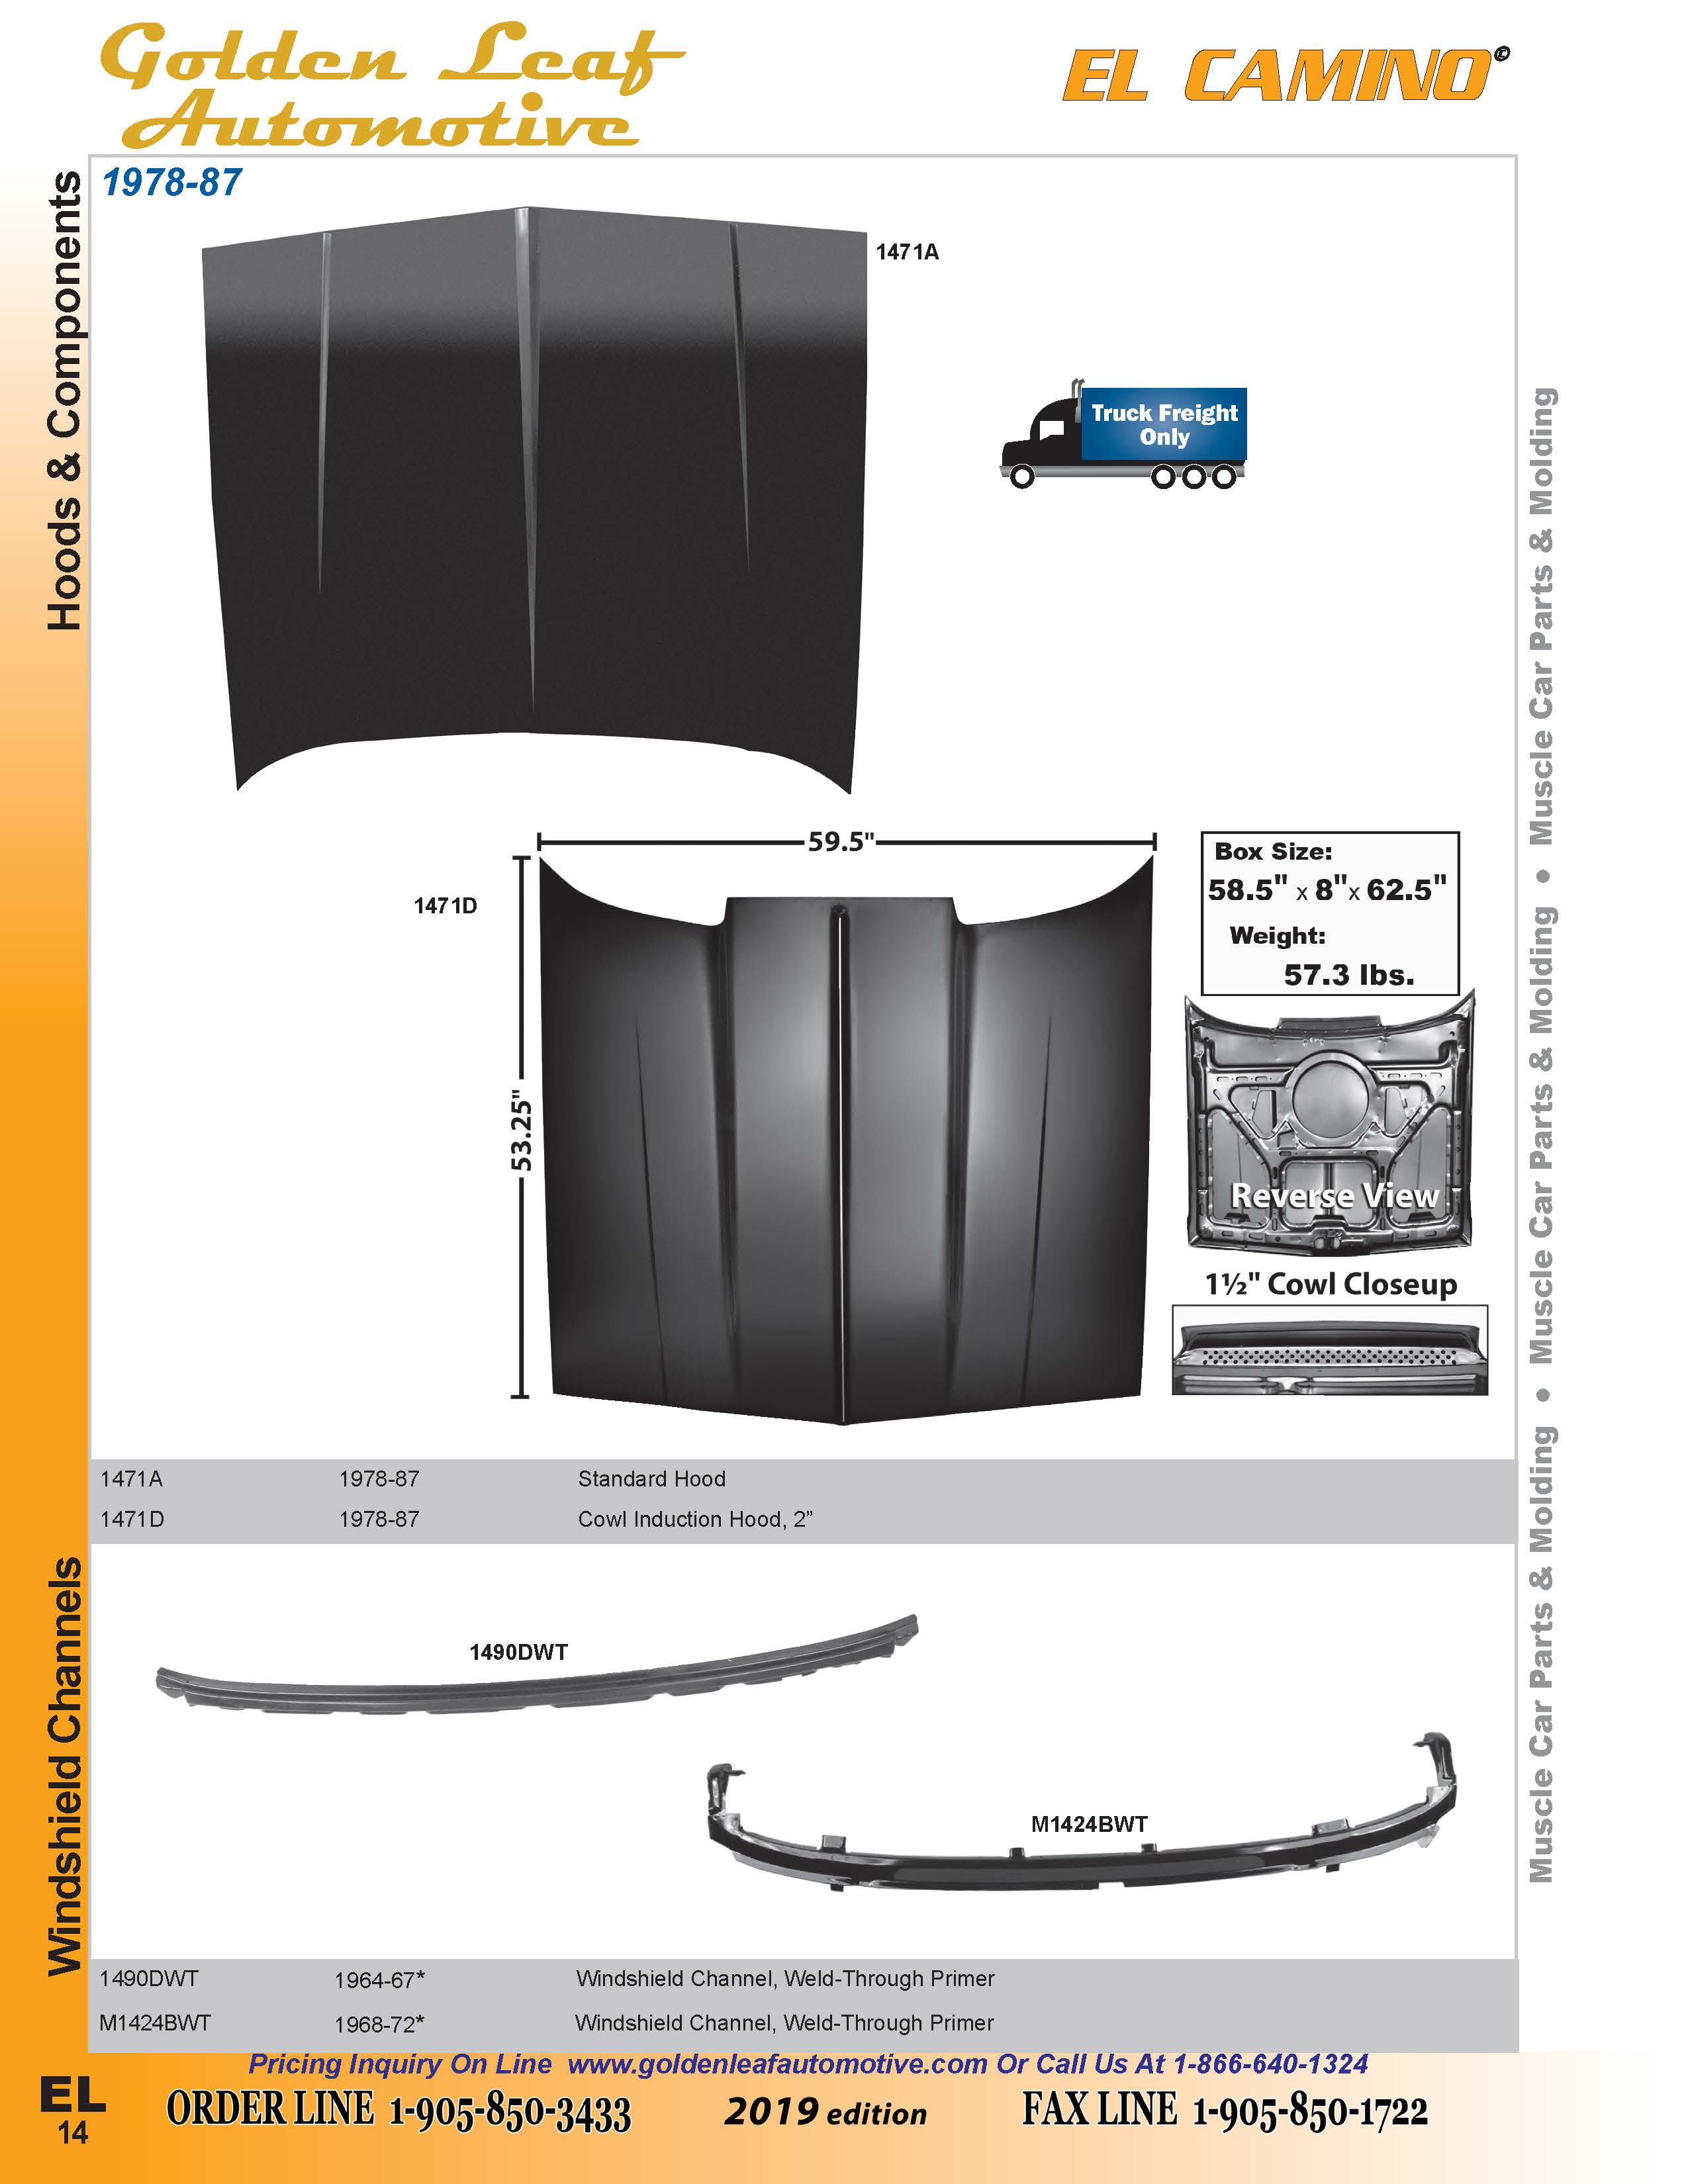 Golden Leaf
Automotive
EL CAMINO©
Hoods & Components
1978-87
1471A
Truck Freight
Only
59.5"
1471D
53.25"
Box Size:
58.5" x 8"x 62.5"
Weight:
57.3 lbs.
Reverse View
1½" Cowl Closeup
1471A 1978-87 Standard Hood
1471D 1978-87 Cowl Induction Hood, 2”
Windshield Channels
1490DWT
M1424BWT
1490DWT 1964-67* Windshield Channel, Weld-Through Primer
M1424BWT 1968-72* Windshield Channel, Weld-Through Primer
Muscle Car Parts & Molding • Muscle Car Parts & Molding • Muscle Car Parts & Molding
Pricing Inquiry On Line www.goldenleafautomotive.com Or Call Us At 1-866-640-1324
EL
14
ORDER LINE 1-905-850-3433 2019 edition FAX LINE 1-905-850-1722